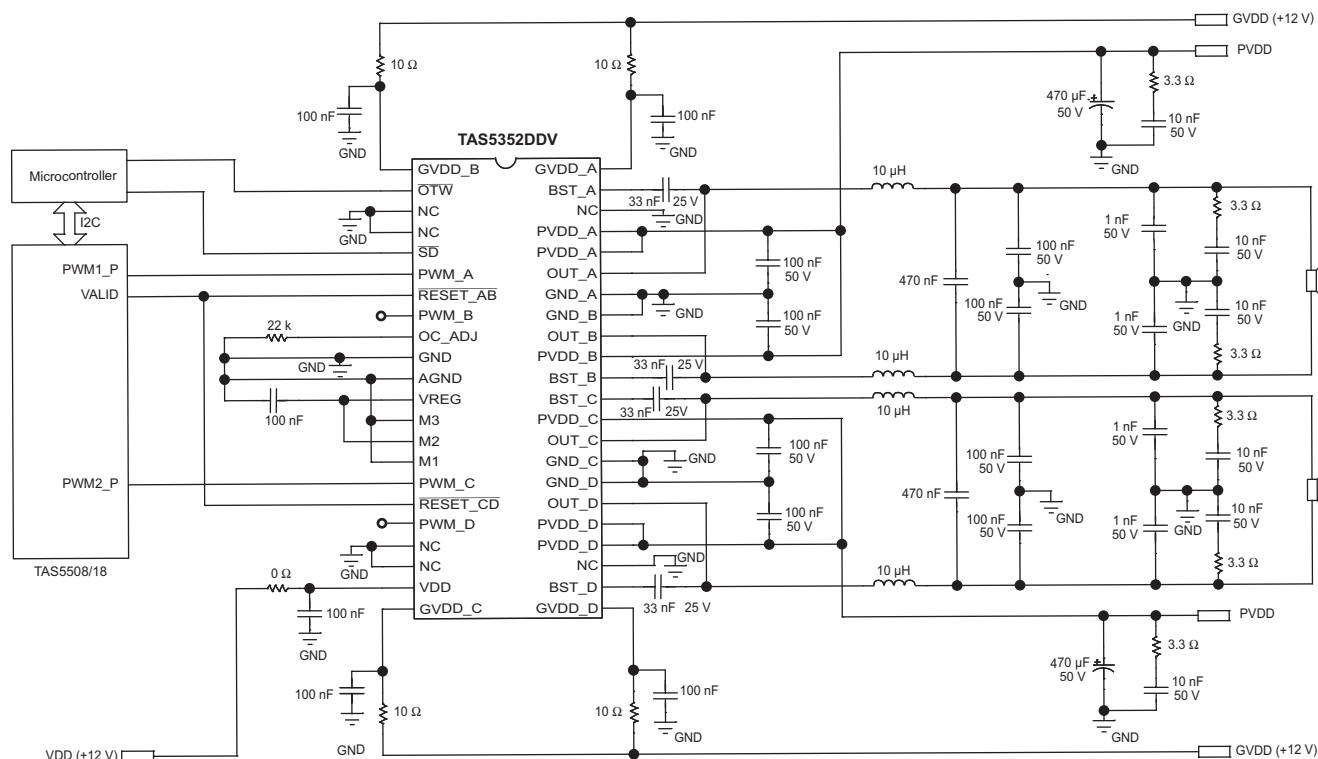 GVDD (+12 V)
PVDD
10 Ω
10 Ω
3.3 Ω
470 µF
50 V
10 nF
50 V
100 nF
GND
100 nF
GND
GND
TAS5352DDV
Microcontroller
I2C
GVDD_B
OTW
NC
NC
SD
PWM_A
RESET_AB
PWM_B
OC_ADJ
GND
AGND
VREG
M3
M2
M1
PWM_C
RESET_CD
PWM_D
NC
NC
VDD
GVDD_C
GVDD_A
BST_A
NC
PVDD_A
PVDD_A
OUT_A
GND_A
GND_B
OUT_B
PVDD_B
BST_B
BST_C
PVDD_C
OUT_C
GND_C
GND_D
OUT_D
PVDD_D
PVDD_D
NC
BST_D
GVDD_D
PWM1_P
VALID
PWM2_P
TAS5508/18
GND
22 k
GND
100 nF
GND
0 Ω
100 nF
GND
33 nF 25 V
GND
100 nF
50 V
GND
100 nF
50 V
33 nF 25 V
33 nF 25V
100 nF
50 V
GND
100 nF
50 V
GND
33 nF 25 V
10 µH
10 µH
10 µH
10 µH
470 nF
100 nF
50 V
GND
100 nF
50 V
1 nF
50 V
GND
1 nF
50 V
3.3 Ω
10 nF
50 V
10 nF
50 V
3.3 Ω
470 nF
100 nF
50 V
GND
100 nF
50 V
1 nF
50 V
GND
1 nF
50 V
3.3 Ω
10 nF
50 V
10 nF
50 V
3.3 Ω
PVDD
3.3 Ω
470 µF
50 V
10 nF
50 V
GND
100 nF
10 Ω
GND
10 Ω
100 nF
GND
VDD (+12 V)
GVDD (+12 V)